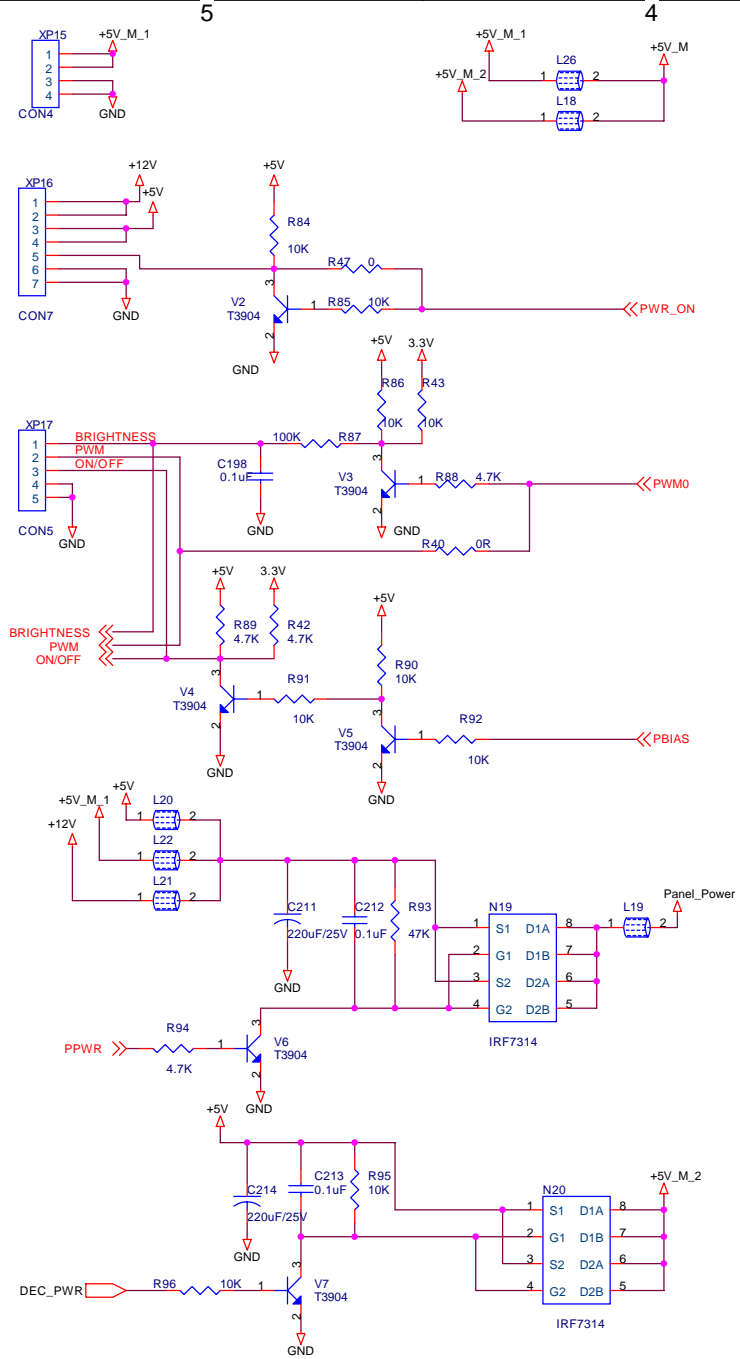 5 4
XP15
+5V_M_1
1
2
3
4
CON4
GND
+5V_M_1
+5V_M_2
L26
1 2
L18
1 2
+5V_M
XP16
+12V
+5V
1
2
3
4
5
6
7
CON7
GND
+5V
R84
10K
R47 0
3
V2
T3904
1
R85 10K
2
GND
PWR_ON
+5V 3.3V
R86 R43
10K 10K
XP17
1
2
3
4
5
BRIGHTNESS
PWM
ON/OFF
CON5
GND
100K R87
C198
0.1uF
GND
3
V3
T3904
1
R88 4.7K
2
GND
PWM0
R40 0R
BRIGHTNESS
PWM
ON/OFF
+5V 3.3V
R89 R42
4.7K 4.7K
+5V
R90
10K
3
V4
T3904
1
R91
10K
2
GND
3
V5
T3904
1
R92
10K
2
GND
PBIAS
+5V
+5V_M_1
+12V
L20
1 2
L22
1 2
L21
1 2
C211
220uF/25V
GND
C212
0.1uF
R93
47K
N19
1 S1 D1A 8
2 G1 D1B 7
3 S2 D2A 6
4 G2 D2B 5
IRF7314
L19
1 2
Panel_Power
PPWR
R94
4.7K
1
3
V6
T3904
2
GND
+5V
C214
220uF/25V
GND
C213
0.1uF
R95
10K
N20
1 S1 D1A 8
2 G1 D1B 7
3 S2 D2A 6
4 G2 D2B 5
IRF7314
+5V_M_2
DEC_PWR
R96 10K
1
3
V7
T3904
2
GND